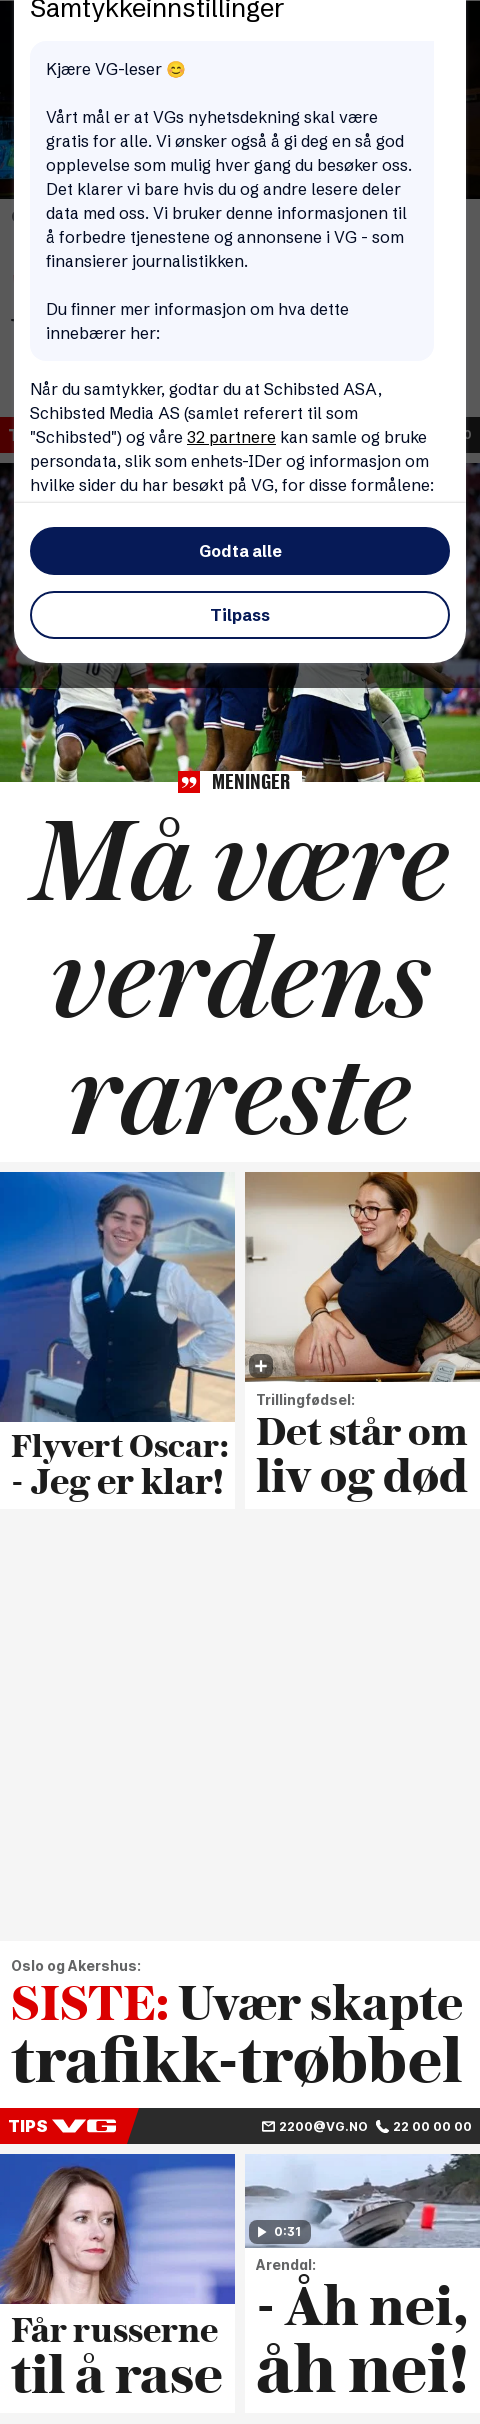 Samtykkeinnstillinger
Kjære VG-leser 😊
Vårt mål er at VGs nyhetsdekning skal være
gratis for alle. Vi ønsker også å gi deg en så god
opplevelse som mulig hver gang du besøker oss.
Det klarer vi bare hvis du og andre lesere deler
data med oss. Vi bruker denne informasjonen til
å forbedre tjenestene og annonsene i VG - som
finansierer journalistikken.
Du finner mer informasjon om hva dette
innebærer her:
Når du samtykker, godtar du at Schibsted ASA,
Schibsted Media AS (samlet referert til som
"Schibsted") og våre 32 partnere kan samle og bruke
persondata, slik som enhets-IDer og informasjon om
hvilke sider du har besøkt på VG, for disse formålene:
Godta alle
Tilpass
10
MENINGER
Må være
verdens
rareste
Flyvert Oscar:
- Jeg er klar!
Trillingfødsel:
Det står om
liv og død
Oslo og Akershus:
SISTE: Uvær skapte
trafikk-trøbbel
TIPS VG 2200@VG.NO 22 00 00 00
Får russerne
til å rase
0:31
Arendal:
- Åh nei,
åh nei!